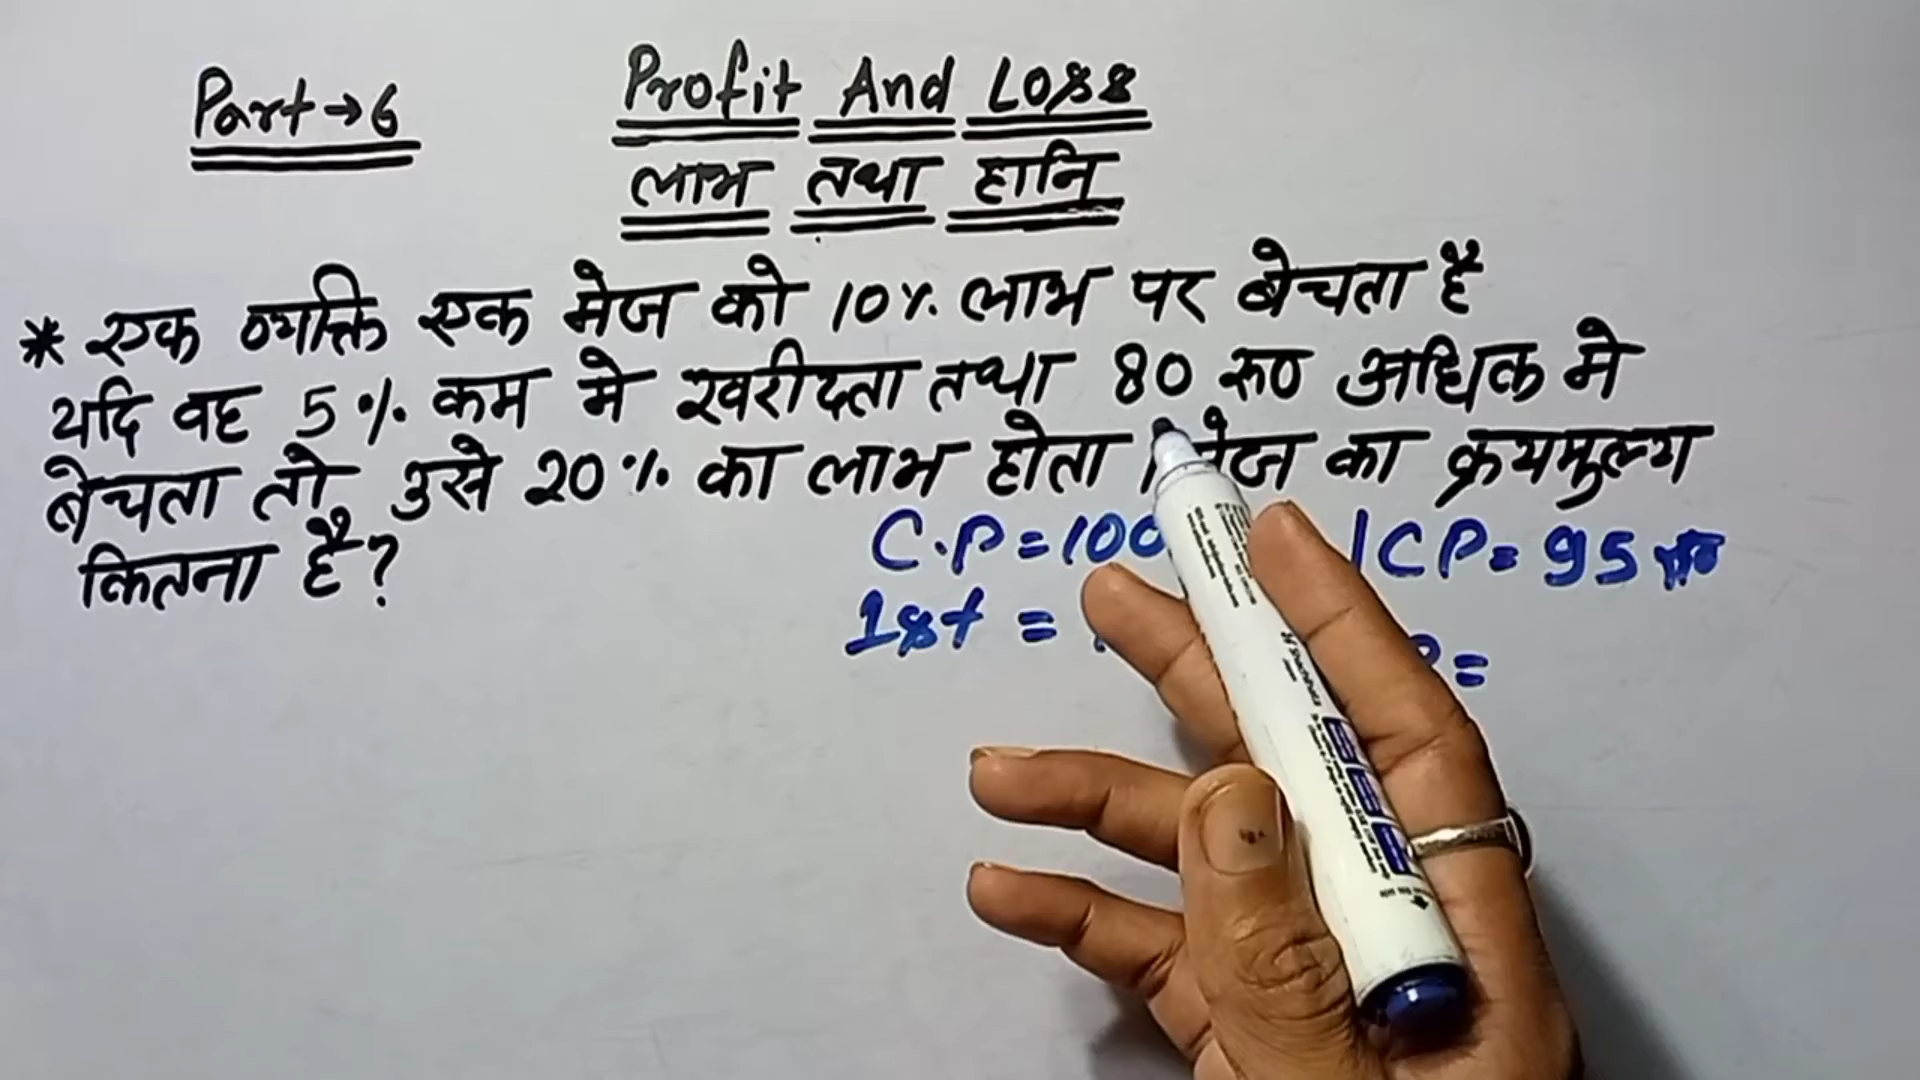 Part→6
Profit And Loss
लाभ तथा हानि
* एक व्यक्ति एक मेज को 10% लाभ पर बेचता है
यदि वह 5% कम मे खरीदता तथा 80 रु० अधिक मे
बेचता तो उसे 20% का लाभ होता का क्रयमुल्य
कितना है?
C.P=100 CP=95
1st = =